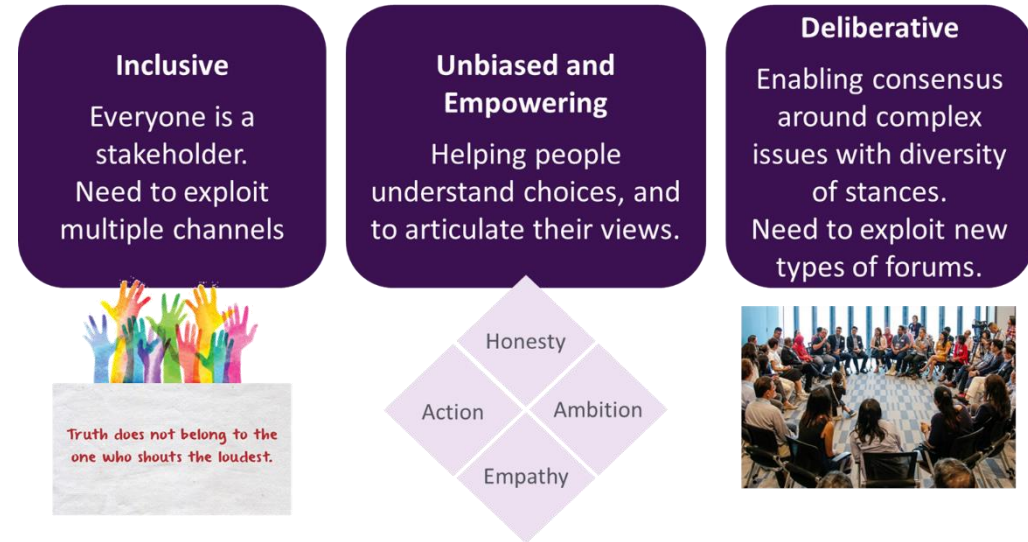 Inclusive
Everyone is a
stakeholder.
Need to exploit
multiple channels
Truth does not belong to the
one who shouts the loudest.
Unbiased and
Empowering
Helping people
understand choices, and
to articulate their views.
Honesty
Action
Ambition
Empathy
Deliberative
Enabling consensus
around complex
issues with diversity
of stances.
Need to exploit new
types of forums.